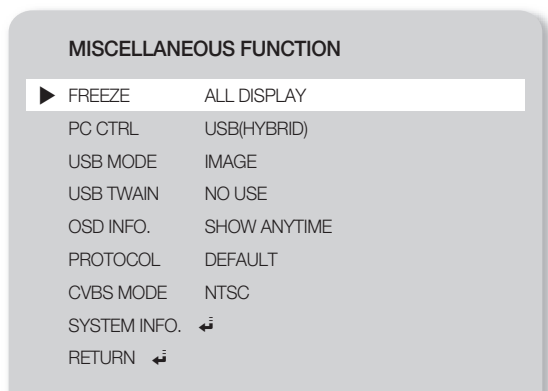 MISCELLANEOUS FUNCTION
▶ FREEZE ALL DISPLAY
PC CTRL USB(HYBRID)
USB MODE IMAGE
USB TWAIN NO USE
OSD INFO. SHOW ANYTIME
PROTOCOL DEFAULT
CVBS MODE NTSC
SYSTEM INFO. ↲
RETURN ↲